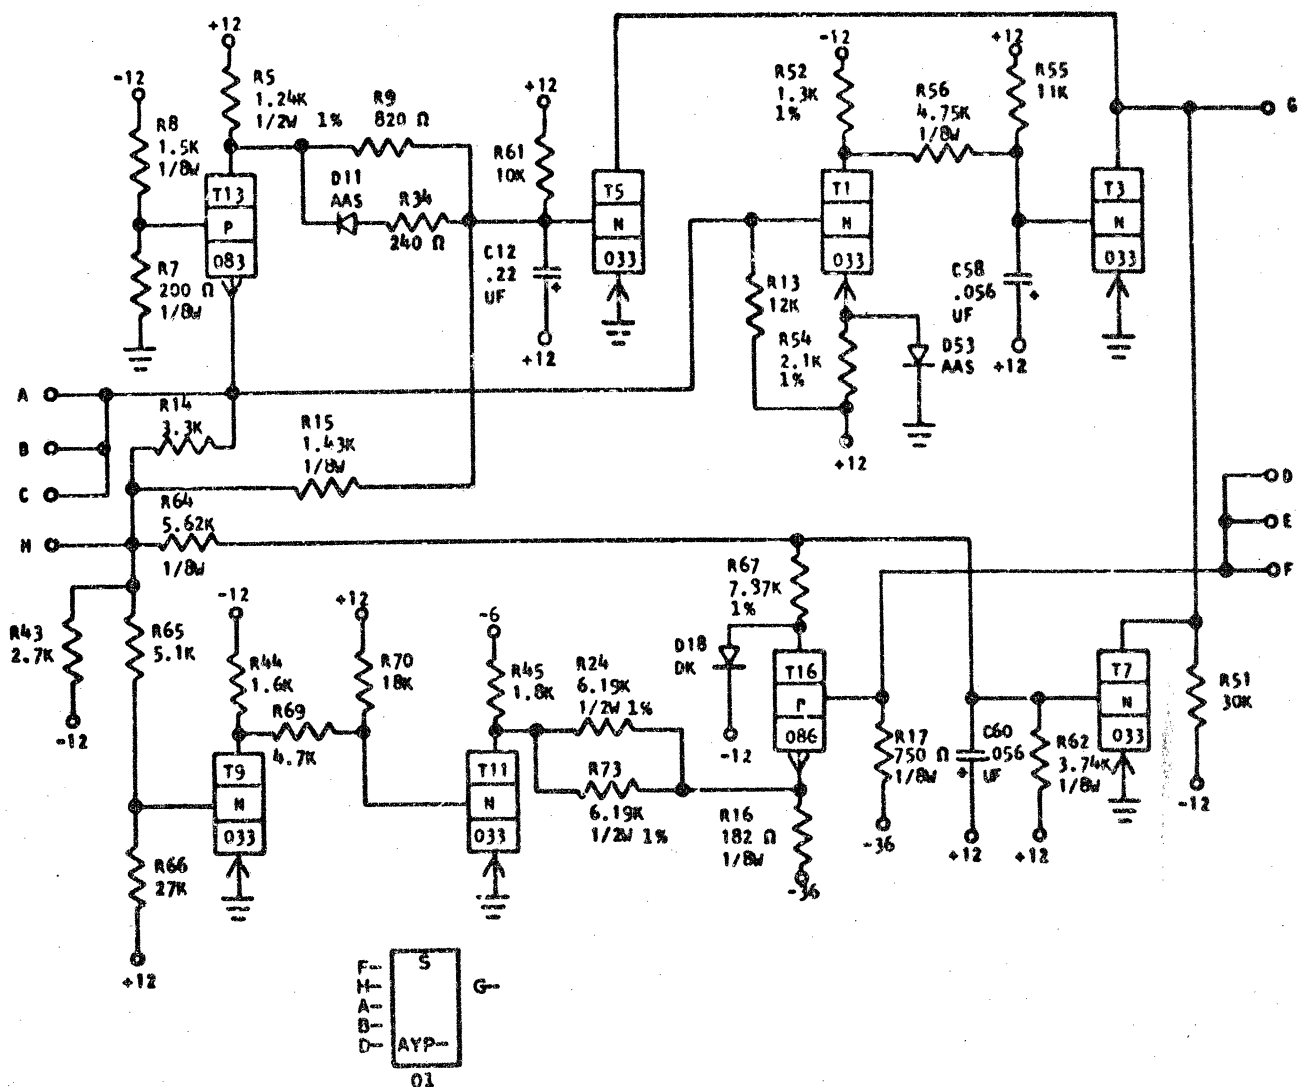 +12
-12
R5
1.24K
1/2W 1%
R9
820 Ω
R8
1.5K
1/8W
T13
P
083
R7
200 Ω
1/8W
D11
AAS
R34
240 Ω
+12
R61
10K
C12
.22
UF
+
+12
T5
N
033
-12
R52
1.3K
1%
R56
4.75K
1/8W
+12
R55
11K
G
T1
N
033
T3
N
033
R13
12K
R54
2.1K
1%
+12
D53
AAS
C58
.056
UF
+
+12
A
B
C
H
R14
3.3K
R15
1.43K
1/8W
R64
5.62K
1/8W
D
E
F
R43
2.7K
-12
R65
5.1K
-12
R44
1.6K
R69
4.7K
+12
R70
18K
-6
R45
1.8K
R24
6.19K
1/2W 1%
R73
6.19K
1/2W 1%
R67
7.87K
1%
D18
DK
-12
T16
P
086
R16
182 Ω
1/8W
-36
R17
750 Ω
1/8W
-36
C60
.056
UF
+
+12
R62
3.74K
1/8W
+12
T7
N
033
R51
30K
-12
T9
N
033
T11
N
033
R66
27K
+12
S
F-
H-
A-
B-
D-
G-
AYP-
01